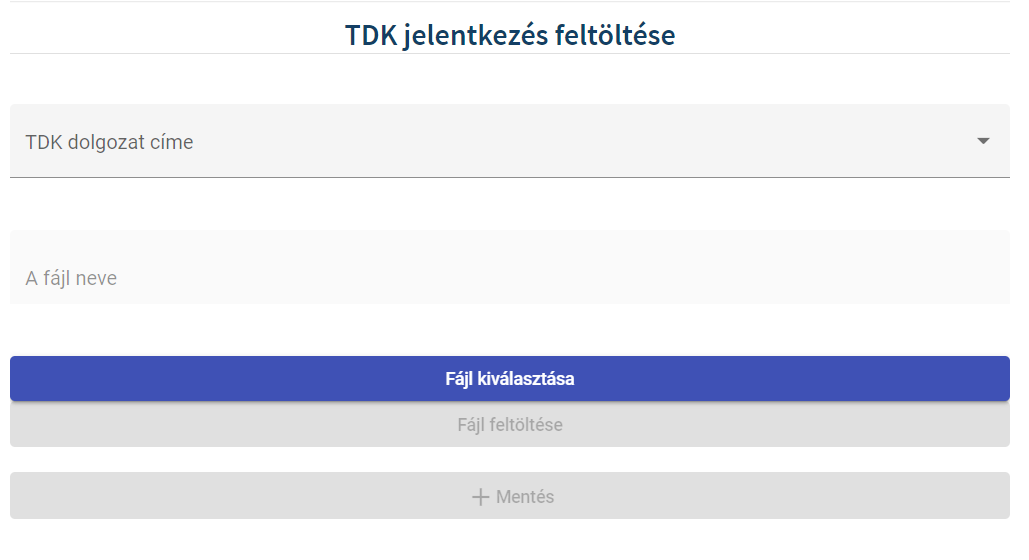 TDK jelentkezés feltöltése
TDK dolgozat címe
A fájl neve
Fájl kiválasztása
Fájl feltöltése
+ Mentés